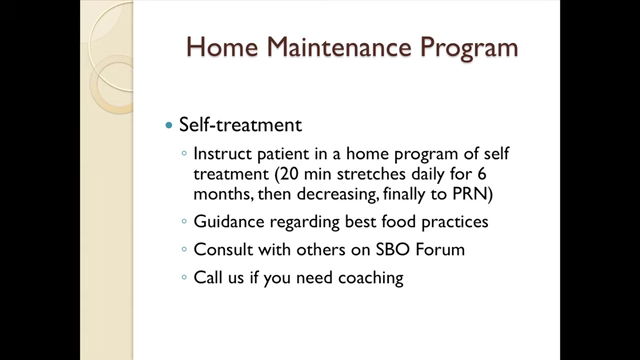 Home Maintenance Program
Self-treatment
Instruct patient in a home program of self
treatment (20 min stretches daily for 6
months, then decreasing, finally to PRN)
Guidance regarding best food practices
Consult with others on SBO Forum
Call us if you need coaching